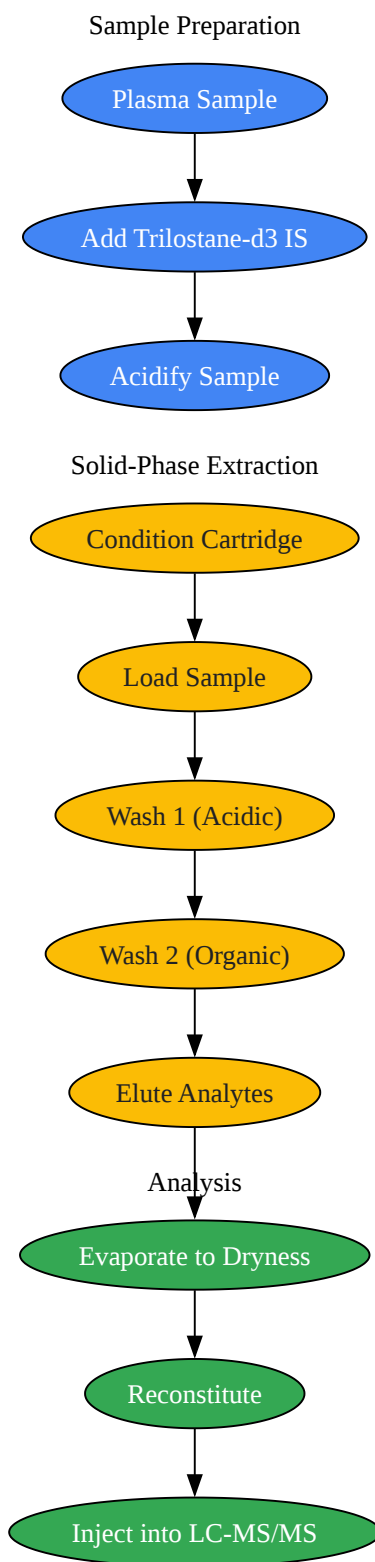 Sample Preparation
Plasma Sample
Add Trilostane-d3 IS
Acidify Sample
Solid-Phase Extraction
Condition Cartridge
Load Sample
Wash 1 (Acidic)
Wash 2 (Organic)
Elute Analytes
Analysis
Evaporate to Dryness
Reconstitute
Inject into LC-MS/MS